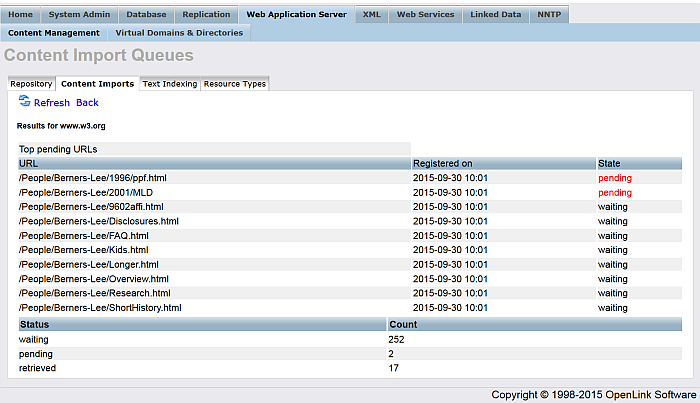 Home System Admin Database Replication Web Application Server XML Web Services Linked Data NNTP
Content Management Virtual Domains & Directories
Content Import Queues
Repository Content Imports Text Indexing Resource Types
Refresh Back
Results for www.w3.org
Top pending URLs
URL Registered on State
/People/Berners-Lee/1996/ppf.html 2015-09-30 10:01 pending
/People/Berners-Lee/2001/MLD 2015-09-30 10:01 pending
/People/Berners-Lee/9602affi.html 2015-09-30 10:01 waiting
/People/Berners-Lee/Disclosures.html 2015-09-30 10:01 waiting
/People/Berners-Lee/FAQ.html 2015-09-30 10:01 waiting
/People/Berners-Lee/Kids.html 2015-09-30 10:01 waiting
/People/Berners-Lee/Longer.html 2015-09-30 10:01 waiting
/People/Berners-Lee/Overview.html 2015-09-30 10:01 waiting
/People/Berners-Lee/Research.html 2015-09-30 10:01 waiting
/People/Berners-Lee/ShortHistory.html 2015-09-30 10:01 waiting
Status Count
waiting 252
pending 2
retrieved 17
Copyright © 1998-2015 OpenLink Software